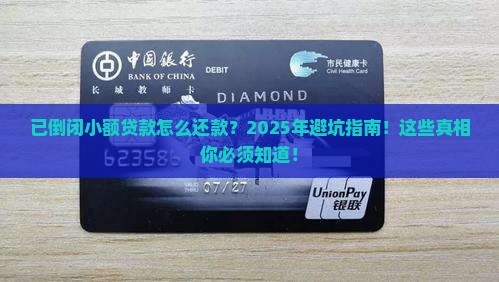 中国银行
BANK OF CHINA
DEBIT
市民健康卡
Civil Health Card
长城教师卡
DIAMOND
已倒闭小额贷款怎么还款？2025年避坑指南！这些真相
你必须知道！
623586
07/27
UnionPay
银联